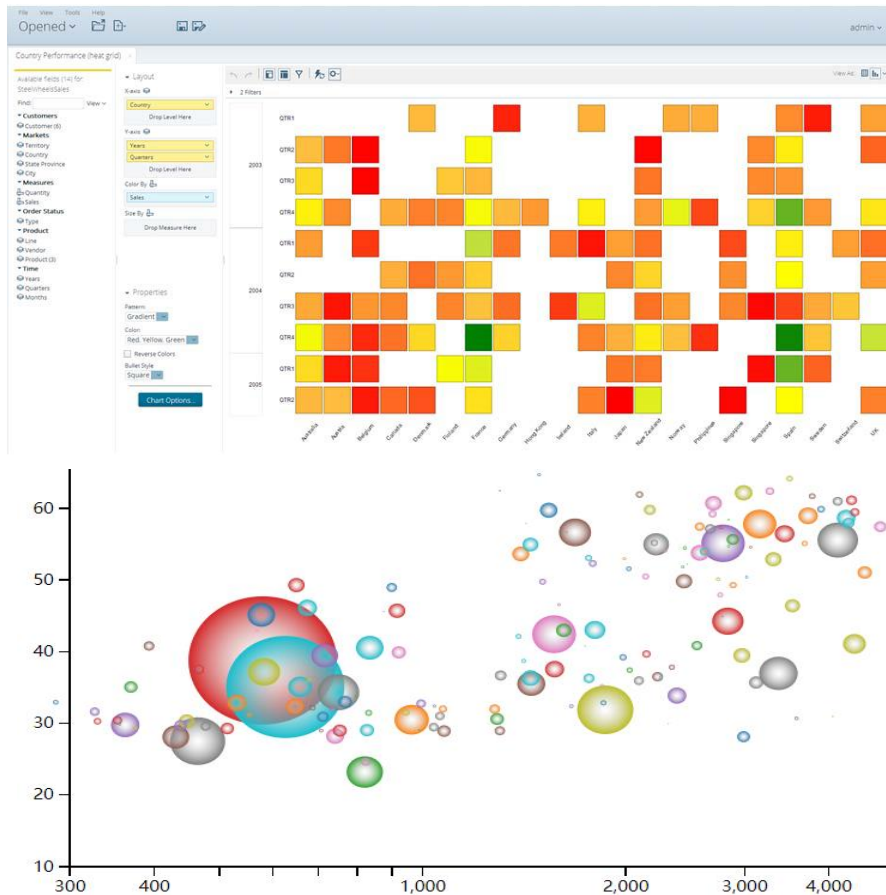 File View Tools Help
Opened
admin
Country Performance (heat grid)
Available fields (14) for
SteelWheelsSales
Find:
View
Customers
Customer (6)
Markets
Territory
Country
State Province
City
Measures
Quantity
Sales
Order Status
Type
Product
Line
Vendor
Product (3)
Time
Years
Quarters
Months
Layout
X-axis
Country
Drop Level Here
Y-axis
Years
Quarters
Drop Level Here
Color By
Sales
Drop Measure Here
Properties
Pattern:
Gradient
Color:
Red, Yellow, Green
Reverse Colors
Bullet Style
Square
Chart Options...
View As:
2 Filters
2003
QTR1
QTR2
QTR3
QTR4
2004
QTR1
QTR2
QTR3
QTR4
2005
QTR1
QTR2
Australia Austria Belgium Canada Denmark Finland France Germany Hong Kong Ireland Italy Japan New Zealand Norway Philippines Singapore Singapore Spain Sweden Switzerland UK
60
50
40
30
20
10
300 400 1,000 2,000 3,000 4,000